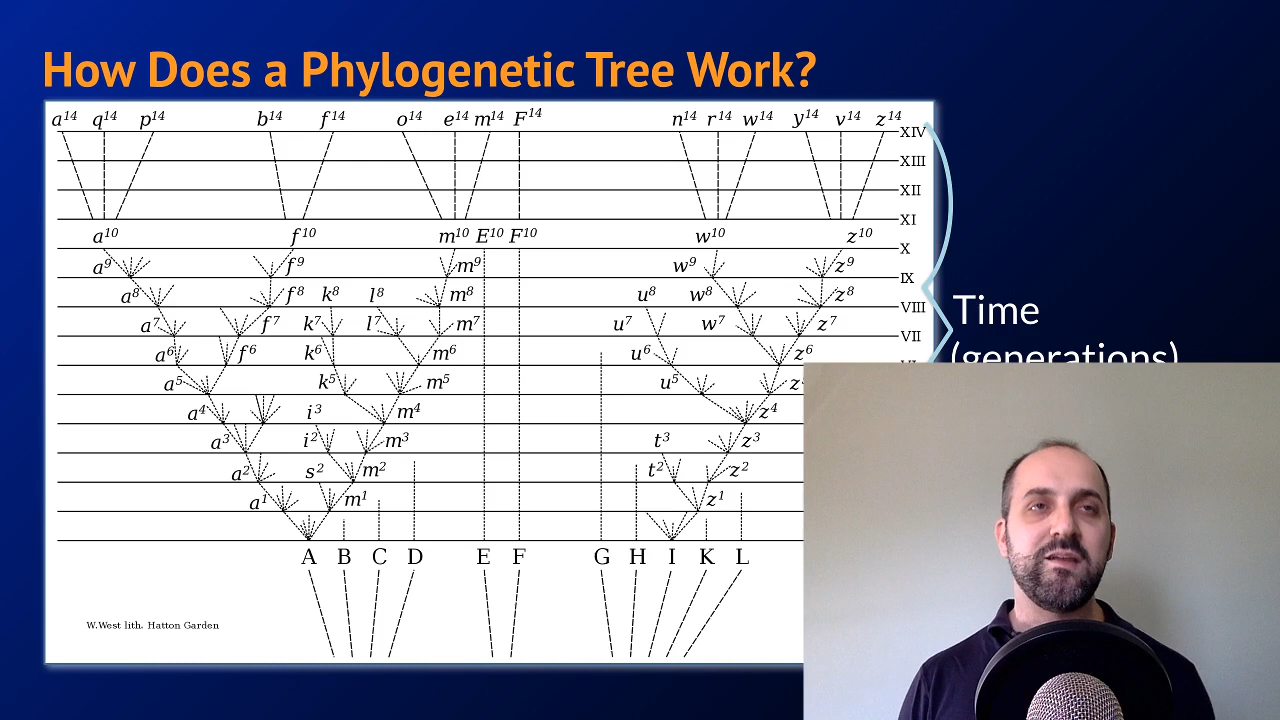 How Does a Phylogenetic Tree Work?
a14 q14 p14 b14 f14 o14 e14 m14 F14 n14 r14 w14 y14 v14 z14
XIV
XIII
XII
XI
a10 f10 m10 E10 F10 w10 z10
X
a9 f9 m9 w9 z9
IX
a8 f8 k8 l8 m8 u8 w8 z8
VIII
Time
a7 f7 k7 l7 m7 u7 w7 z7
VII
(generations)
a6 f6 k6 m6 u6 z6
a5 k5 m5 u5 z
a4 i3 m4 z4
a3 i2 m3 t3 z3
a2 s2 m2 t2 z2
a1 m1 z1
A B C D E F G H I K L
W.West lith. Hatton Garden